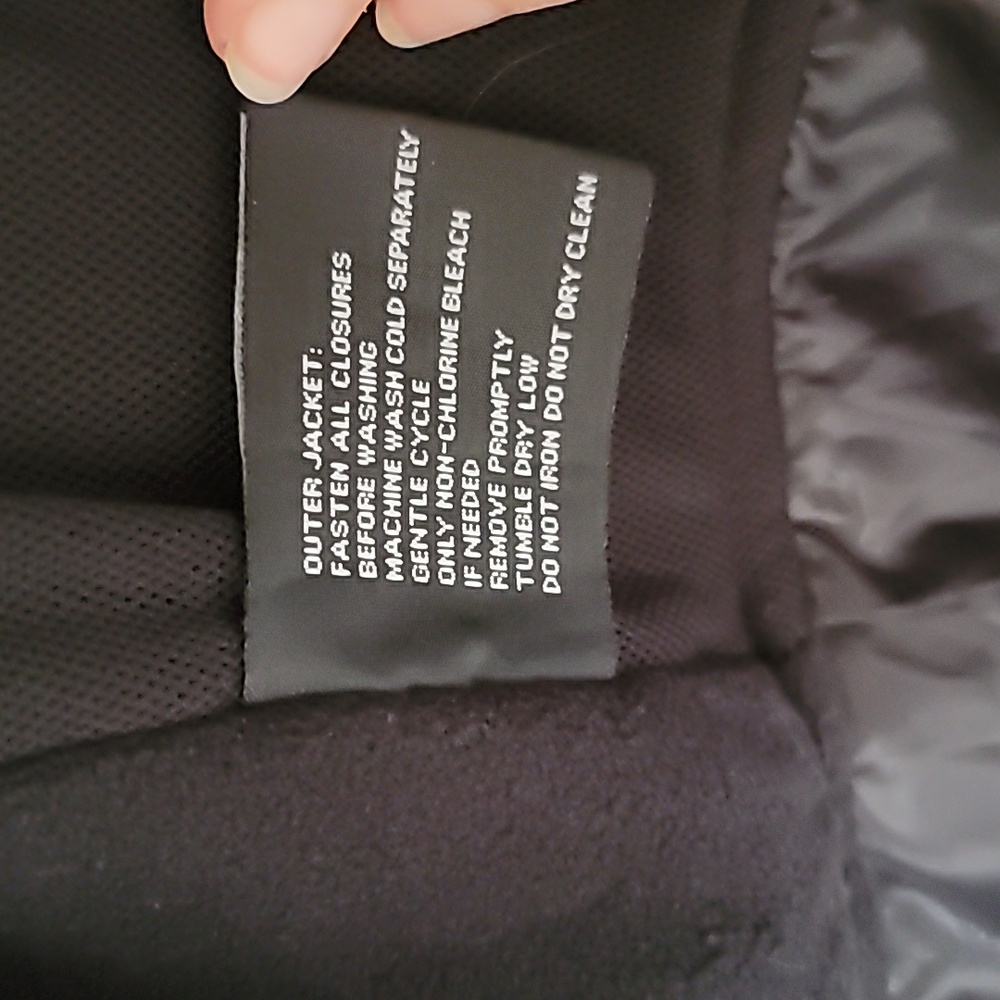 OUTER JACKET:
FASTEN ALL CLOSURES
BEFORE WASHING
MACHINE WASH COLD SEPARATELY
GENTLE CYCLE
ONLY NON-CHLORINE BLEACH
IF NEEDED
REMOVE PROMPTLY
TUMBLE DRY LOW
DO NOT IRON DO NOT DRY CLEAN